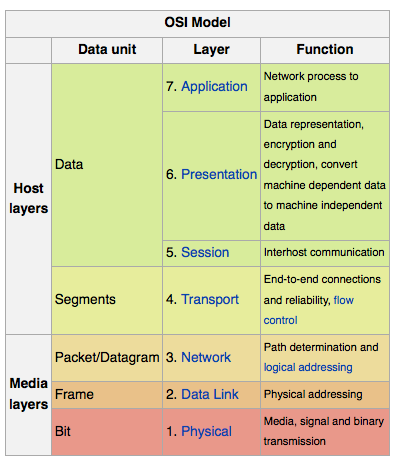 OSI Model
Data unit Layer Function
Host
layers
Data
7. Application
Network process to
application
6. Presentation
Data representation,
encryption and
decryption, convert
machine dependent data
to machine independent
data
5. Session
Interhost communication
Segments
4. Transport
End-to-end connections
and reliability, flow
control
Media
layers
Packet/Datagram
3. Network
Path determination and
logical addressing
Frame
2. Data Link
Physical addressing
Bit
1. Physical
Media, signal and binary
transmission